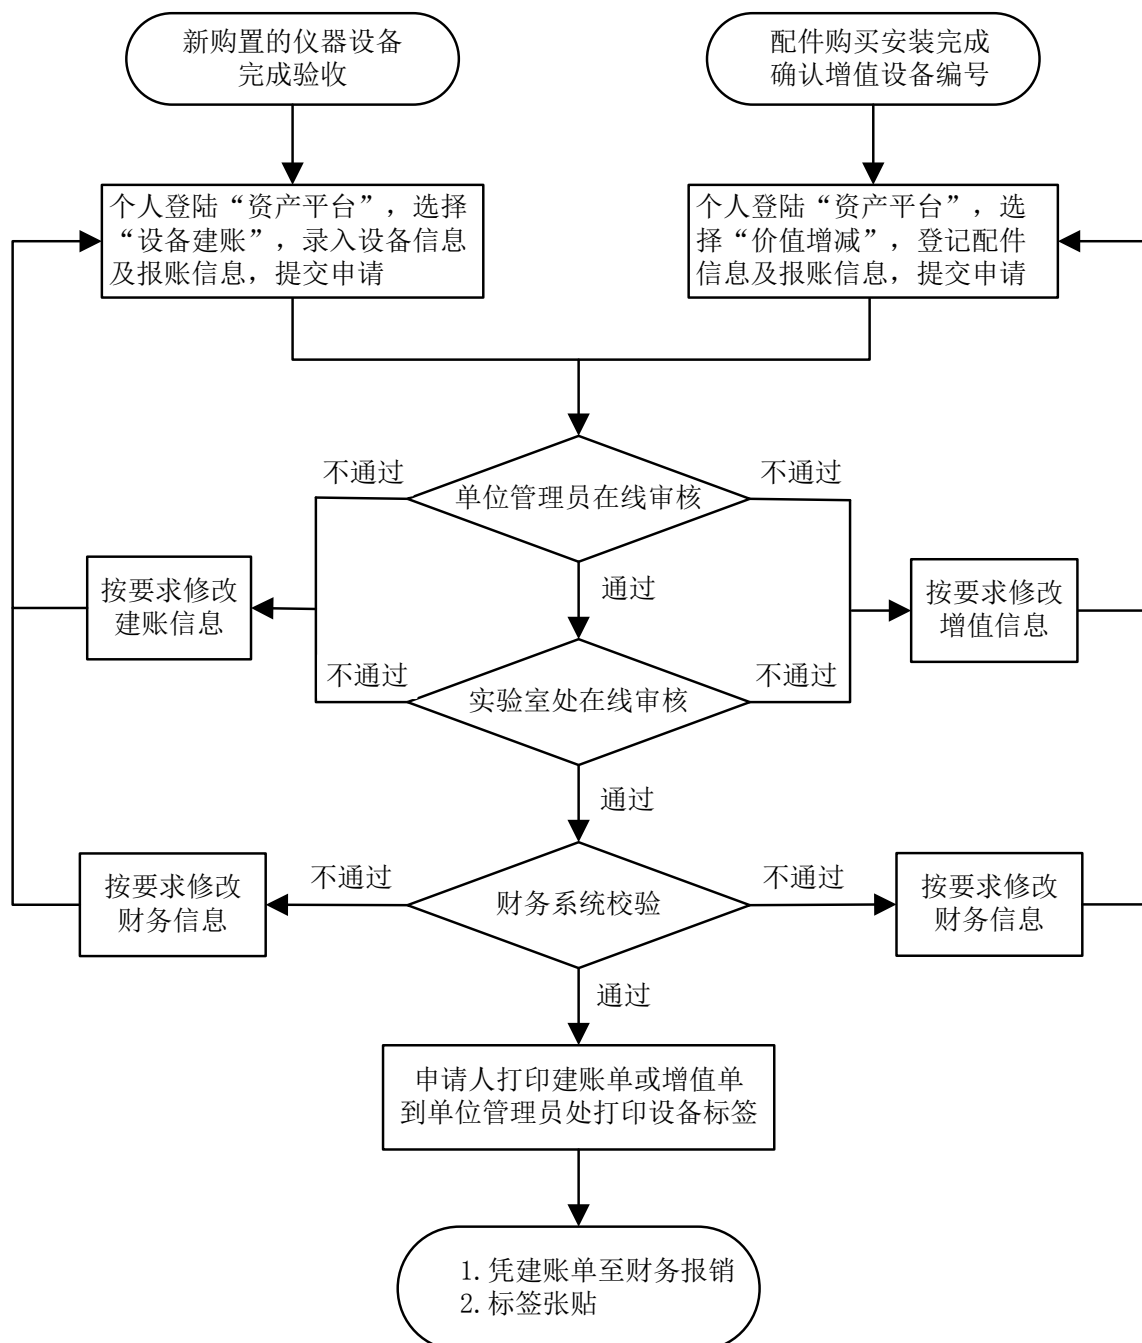 新购置的仪器设备
完成验收
配件购买安装完成
确认增值设备编号
个人登陆“资产平台”，选择
“设备建账”，录入设备信息
及报账信息，提交申请
个人登陆“资产平台”，选
择“价值增减”，登记配件
信息及报账信息，提交申请
不通过
不通过
单位管理员在线审核
通过
按要求修改
建账信息
按要求修改
增值信息
不通过
不通过
实验室处在线审核
通过
不通过
不通过
按要求修改
财务信息
财务系统校验
按要求修改
财务信息
通过
申请人打印建账单或增值单
到单位管理员处打印设备标签
1.凭建账单至财务报销
2.标签张贴